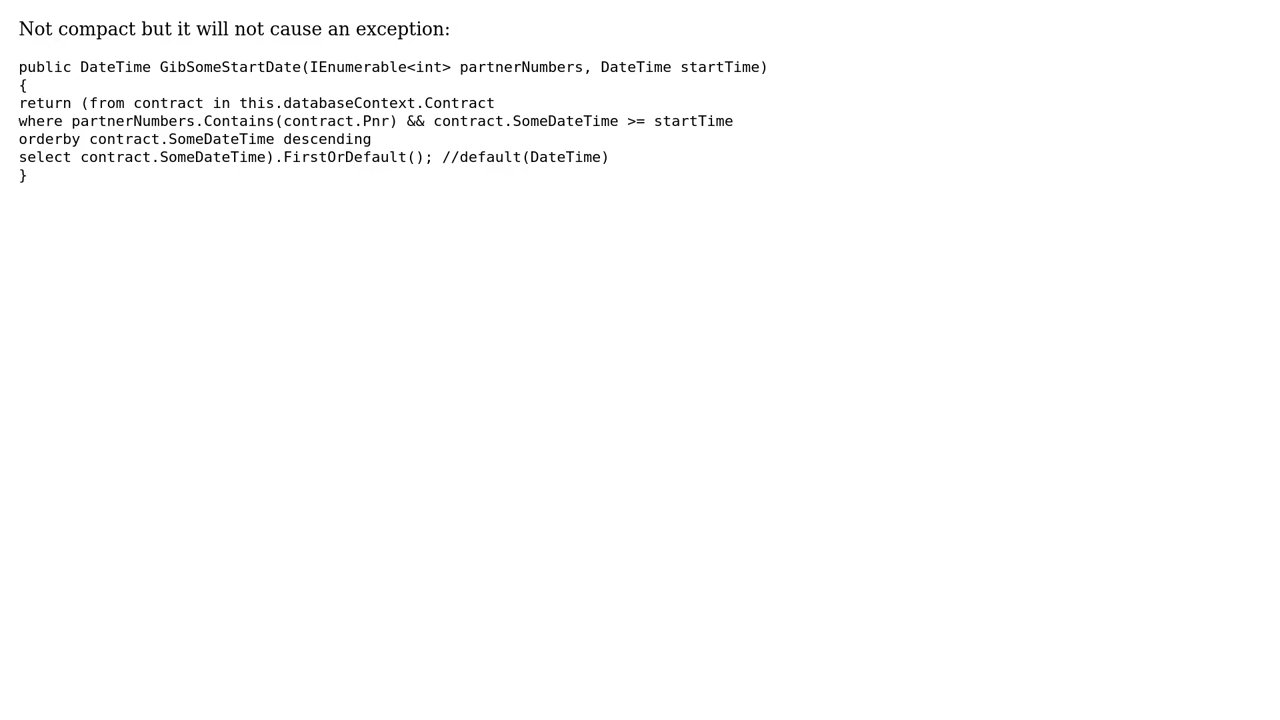 Not compact but it will not cause an exception:
public DateTime GibSomeStartDate(IEnumerable<int> partnerNumbers, DateTime startTime)
{
return (from contract in this.databaseContext.Contract
where partnerNumbers.Contains(contract.Pnr) && contract.SomeDateTime >= startTime
orderby contract.SomeDateTime descending
select contract.SomeDateTime).FirstOrDefault(); //default(DateTime)
}